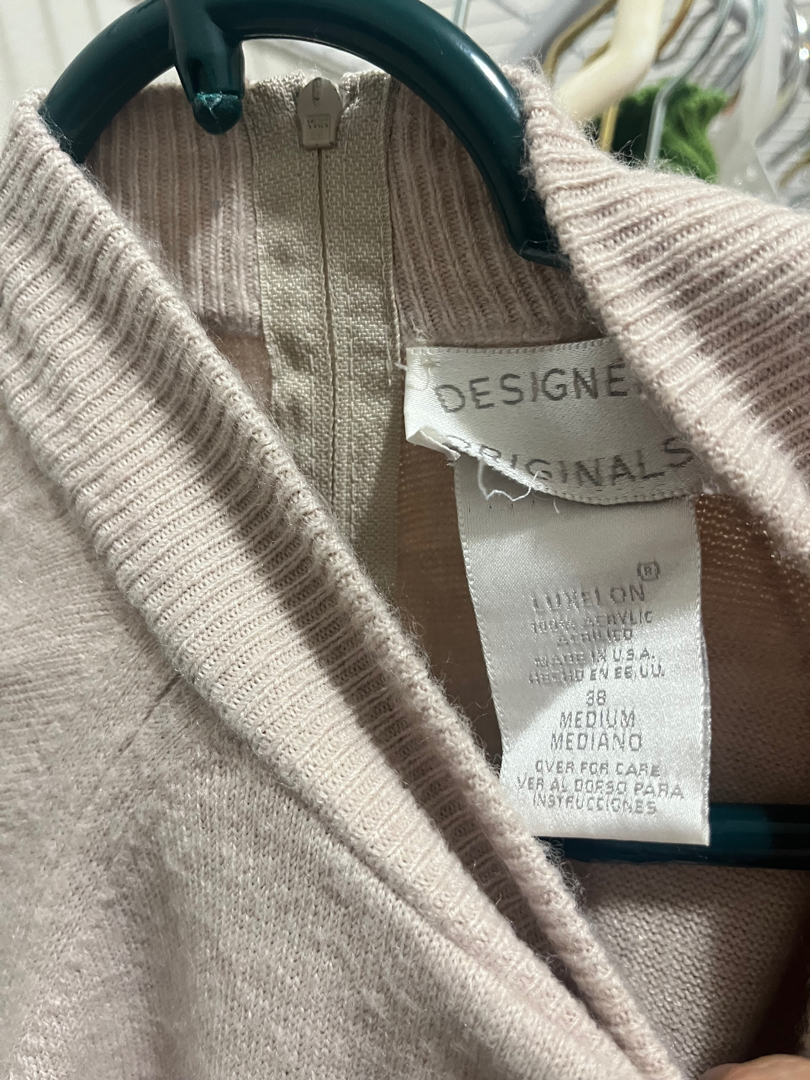 DESIGNE
ORIGINALS
®
LUXELON
100% ACRYLIC
ACRILICO
MADE IN U.S.A.
HECHO EN EE.UU.
38
MEDIUM
MEDIANO
OVER FOR CARE
VER AL DORSO PARA
INSTRUCCIONES